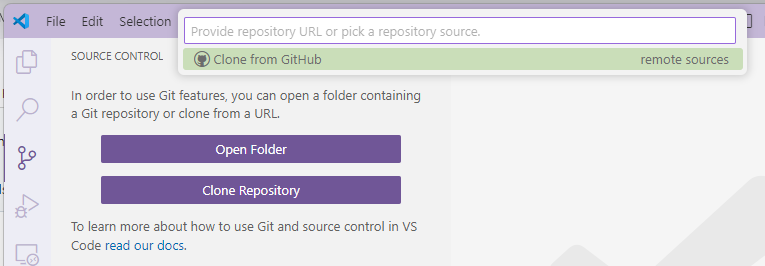 File Edit Selection
Provide repository URL or pick a repository source.
Clone from GitHub remote sources
SOURCE CONTROL
In order to use Git features, you can open a folder containing
a Git repository or clone from a URL.
Open Folder
Clone Repository
To learn more about how to use Git and source control in VS
Code read our docs.